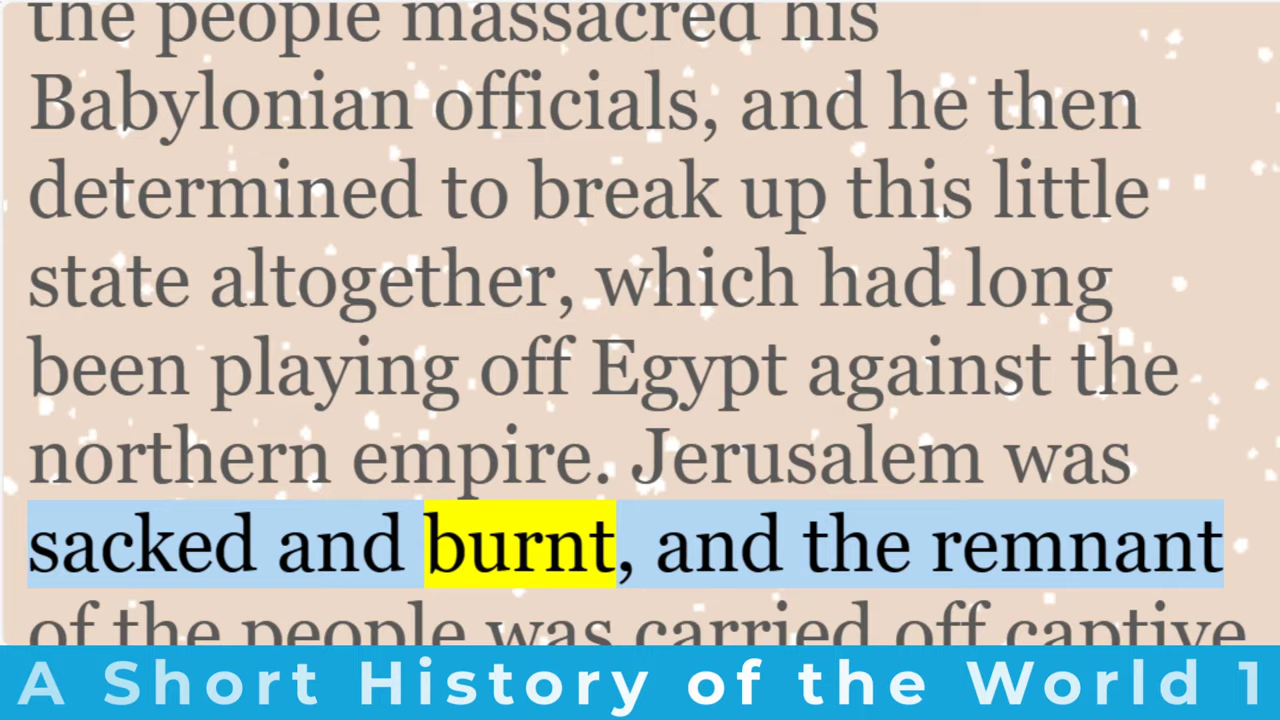 the people massacred his
Babylonian officials, and he then
determined to break up this little
state altogether, which had long
been playing off Egypt against the
northern empire. Jerusalem was
sacked and burnt, and the remnant
of the people was carried off captive
A Short History of the World 1